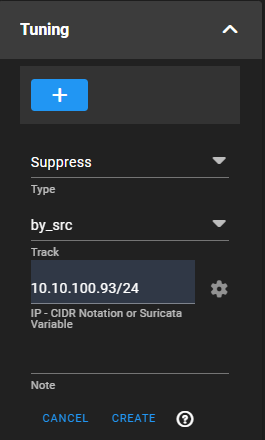 Tuning
+
Suppress
Type
by_src
Track
10.10.100.93/24
IP - CIDR Notation or Suricata
Variable
Note
CANCEL CREATE ?